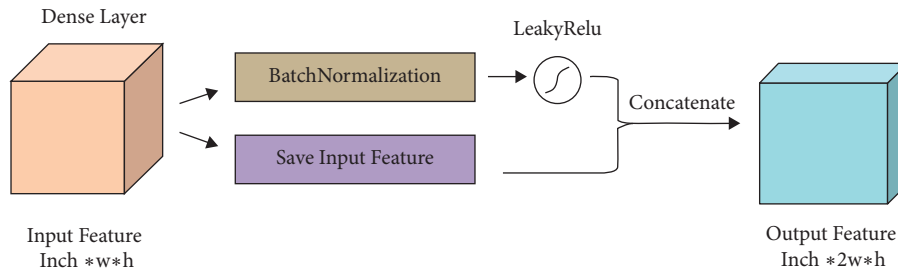 Dense Layer
LeakyRelu
BatchNormalization
Concatenate
Save Input Feature
Input Feature
Inch *w*h
Output Feature
Inch *2w*h